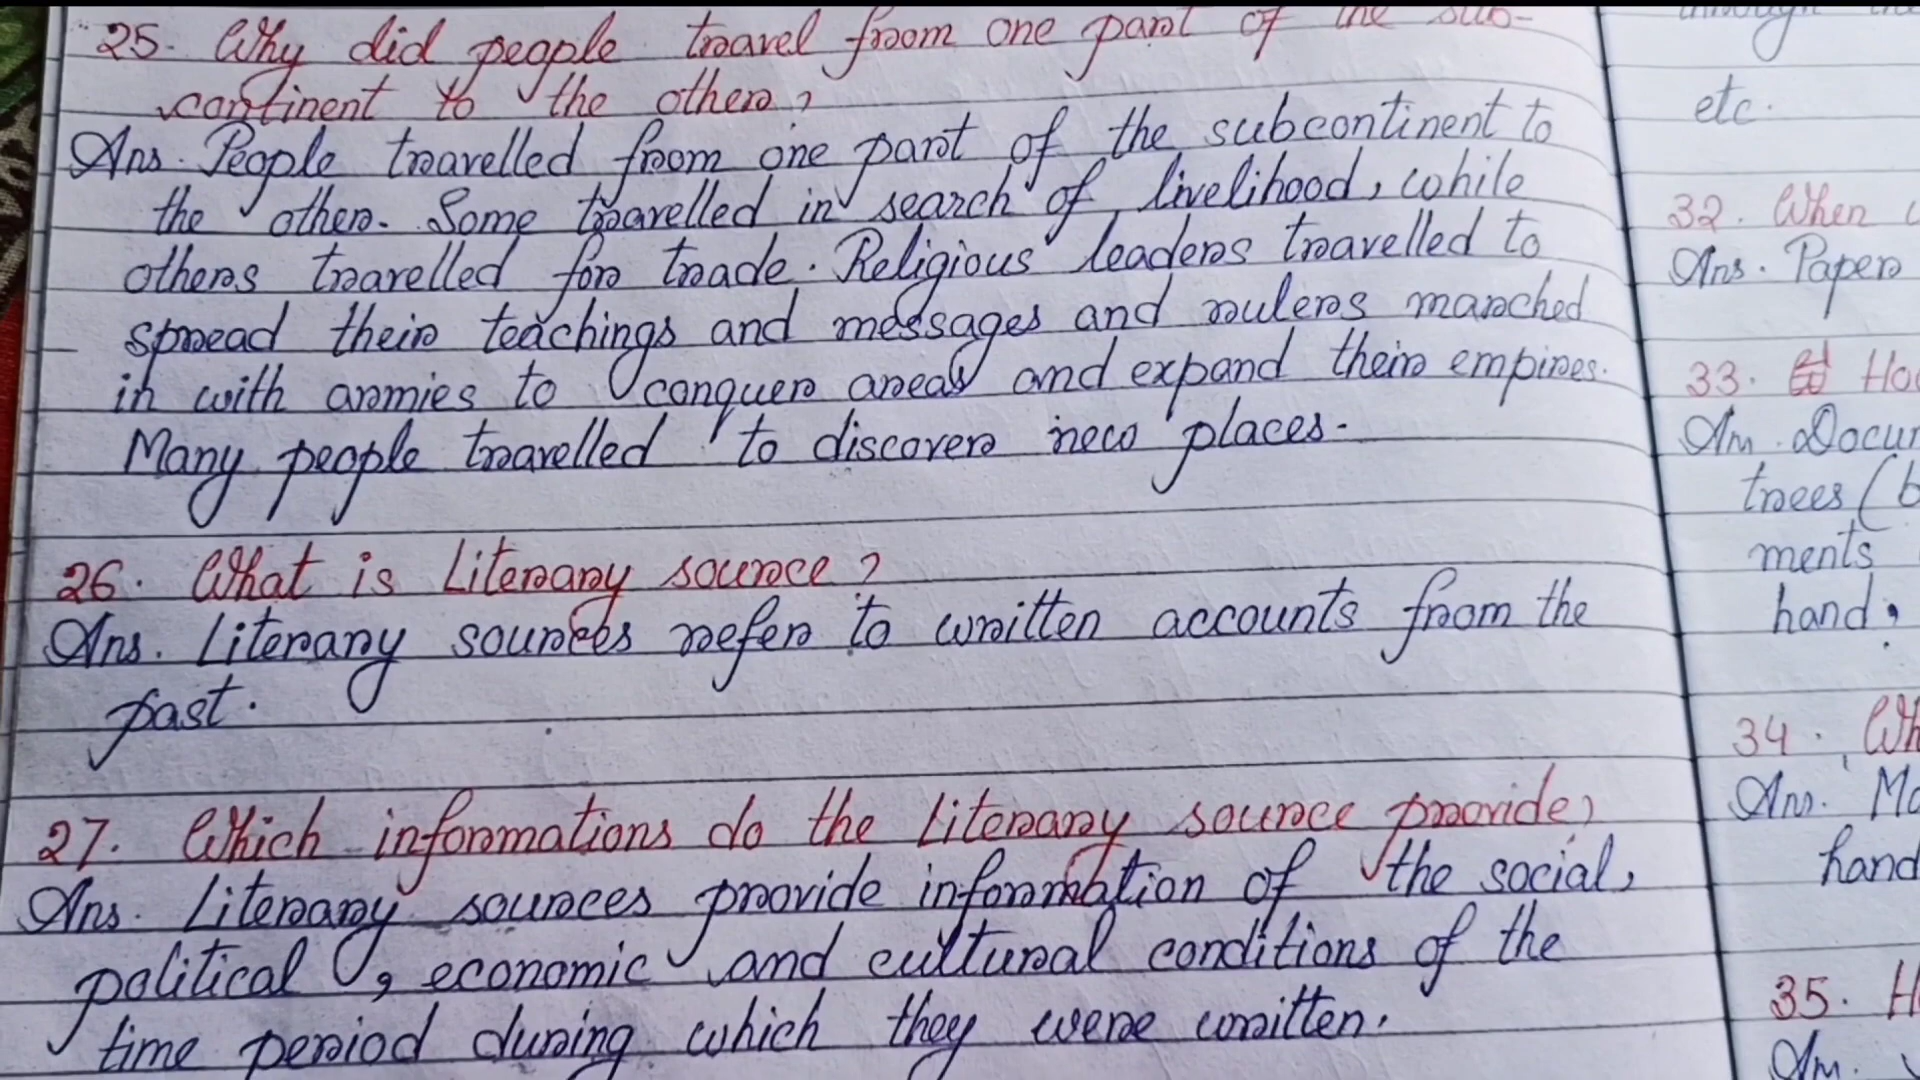 25. Why did people travel from one part of the sub-
continent to the other?
Ans. People travelled from one part of the subcontinent to
the other. Some travelled in search of livelihood, while
others travelled for trade. Religious leaders travelled to
spread their teachings and messages and rulers marched
in with armies to conquer areas and expand their empires.
Many people travelled to discover new places.
26. What is Literary source?
Ans. Literary sources refer to written accounts from the
past.
27. Which informations do the Literary source provide?
Ans. Literary sources provide information of the social,
political, economic and cultural conditions of the
time period during which they were written.
etc.
32. When
Ans. Paper
33.
Ans. Docu
trees (b
ments
hand.
34. Wh
Ans. Ma
hand
35. H